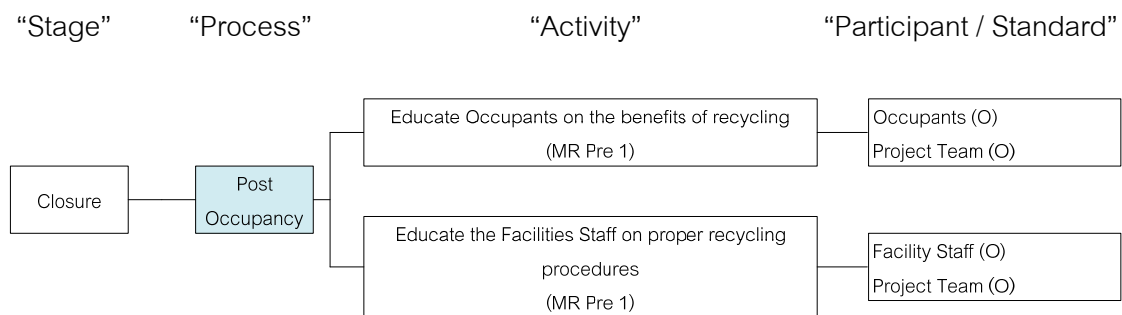 “Stage”
“Process”
“Activity”
“Participant / Standard”
Closure
Post
Occupancy
Educate Occupants on the benefits of recycling
(MR Pre 1)
Occupants (O)
Project Team (O)
Educate the Facilities Staff on proper recycling
procedures
(MR Pre 1)
Facility Staff (O)
Project Team (O)